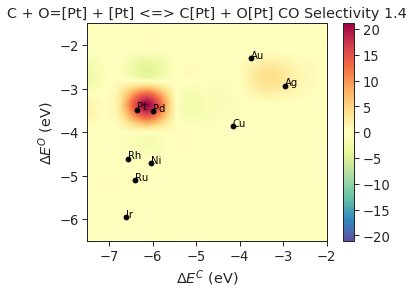 C + O=[Pt] + [Pt] <=> C[Pt] + O[Pt] CO Selectivity 1.4
−2
−3
−4
−5
−6
ΔE^O (eV)
Au
Ag
Pt
Pd
Cu
Rh
Ni
Ru
Ir
−7
−6
−5
−4
−3
−2
ΔE^C (eV)
20
15
10
5
0
−5
−10
−15
−20